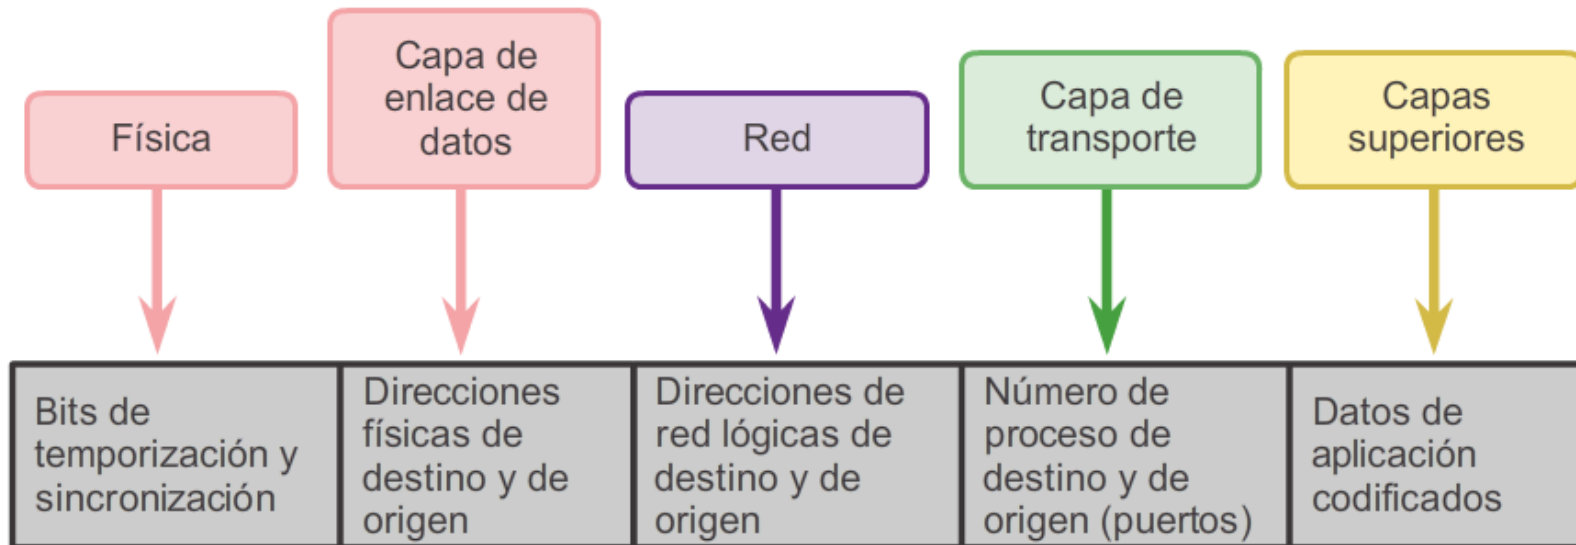 Física
Capa de
enlace de
datos
Red
Capa de
transporte
Capas
superiores
Bits de
temporización y
sincronización
Direcciones
físicas de
destino y de
origen
Direcciones de
red lógicas de
destino y de
origen
Número de
proceso de
destino y de
origen (puertos)
Datos de
aplicación
codificados